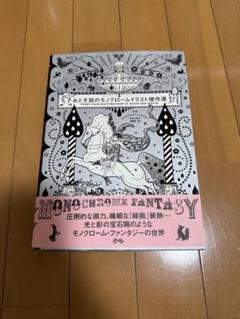 おとぎ話のモノクロームイラスト傑作選
MONOCHROME FANTASY
圧倒的な画力、繊細な「線画」装飾…
光と影の宝石箱のような
モノクローム・ファンタジーの世界